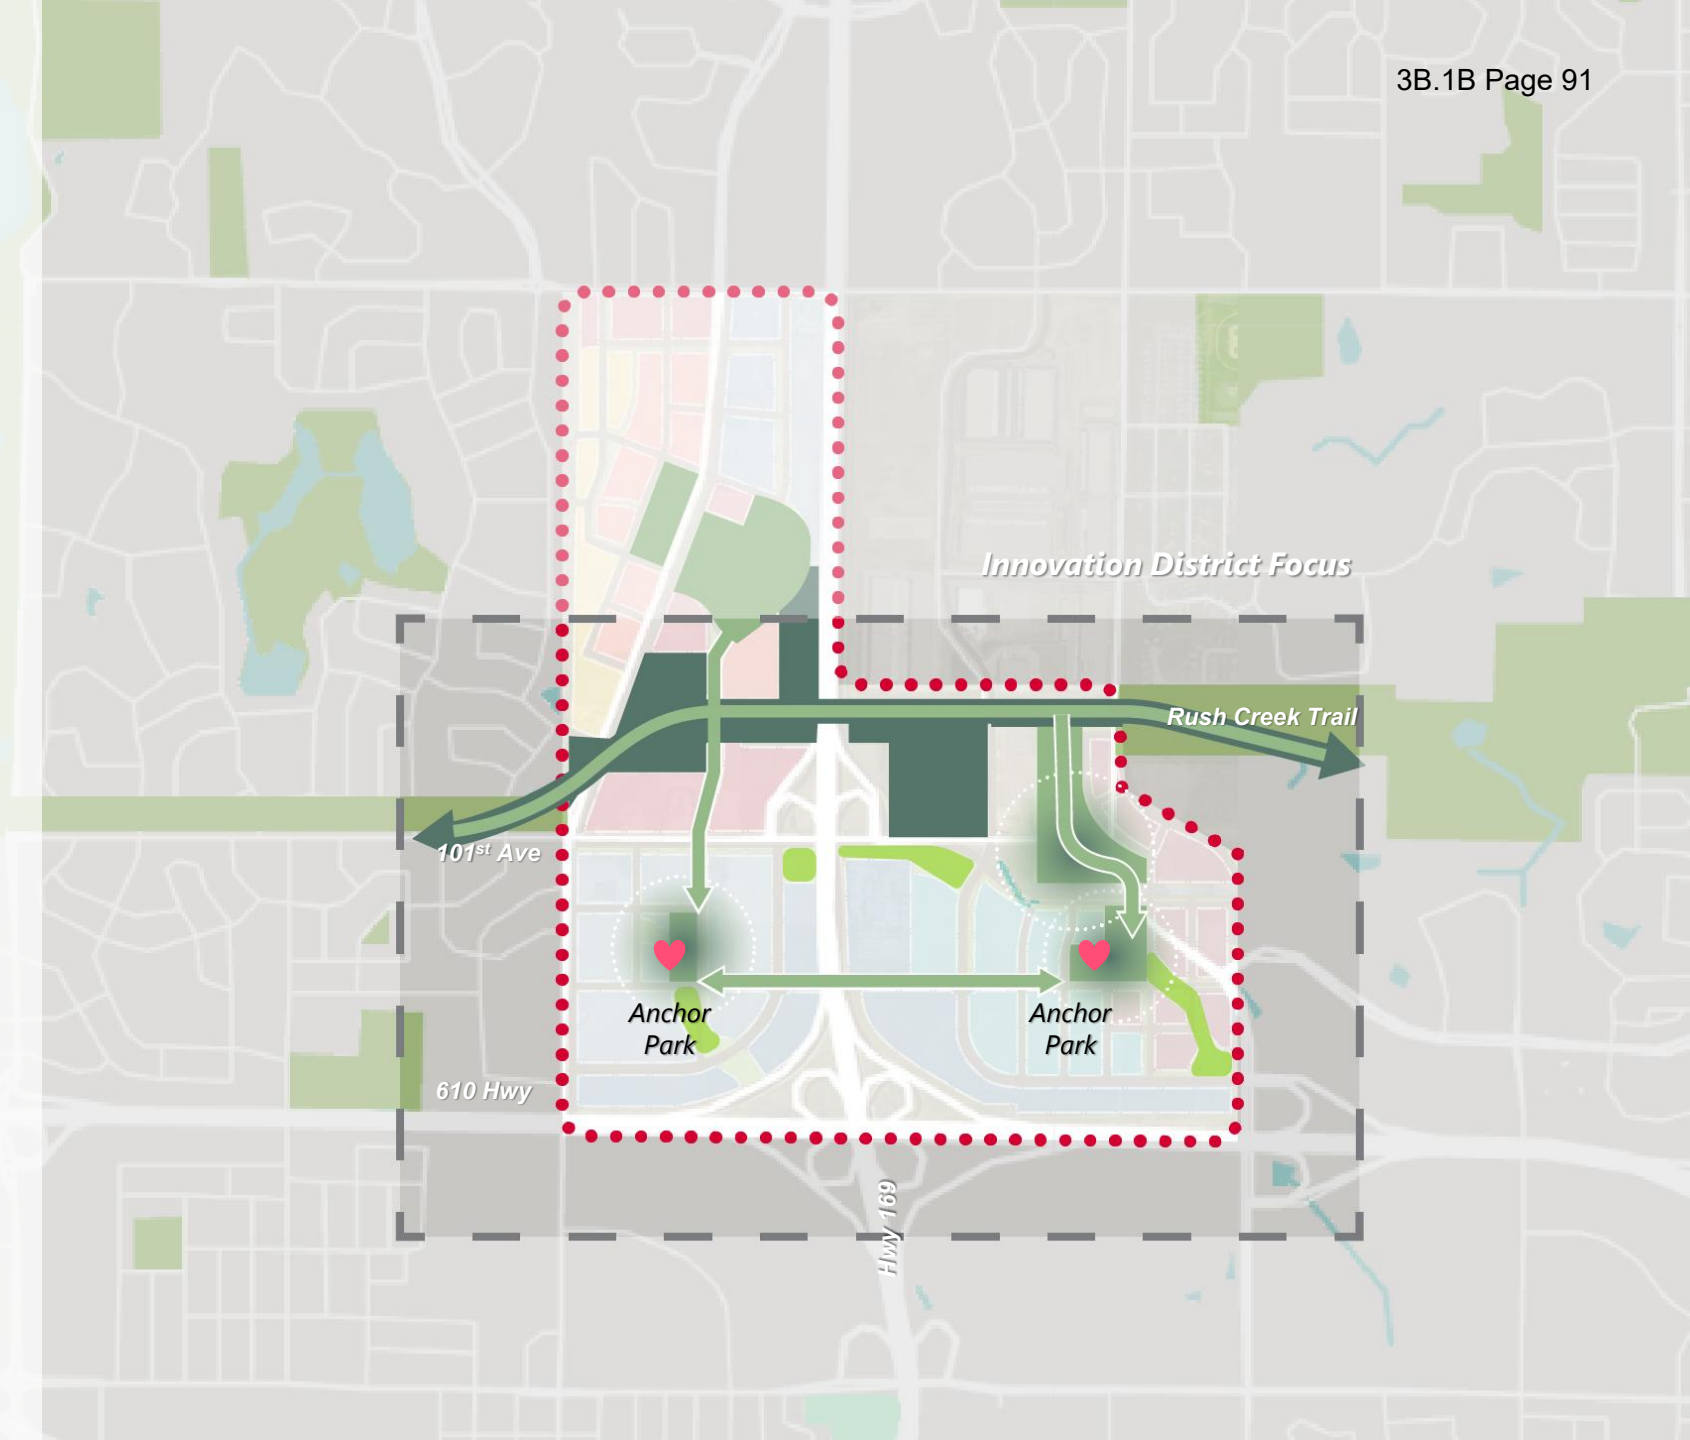 3B.1B Page 91
Innovation District Focus
Rush Creek Trail
101st Ave
Anchor
Park
Anchor
Park
610 Hwy
Hwy 169